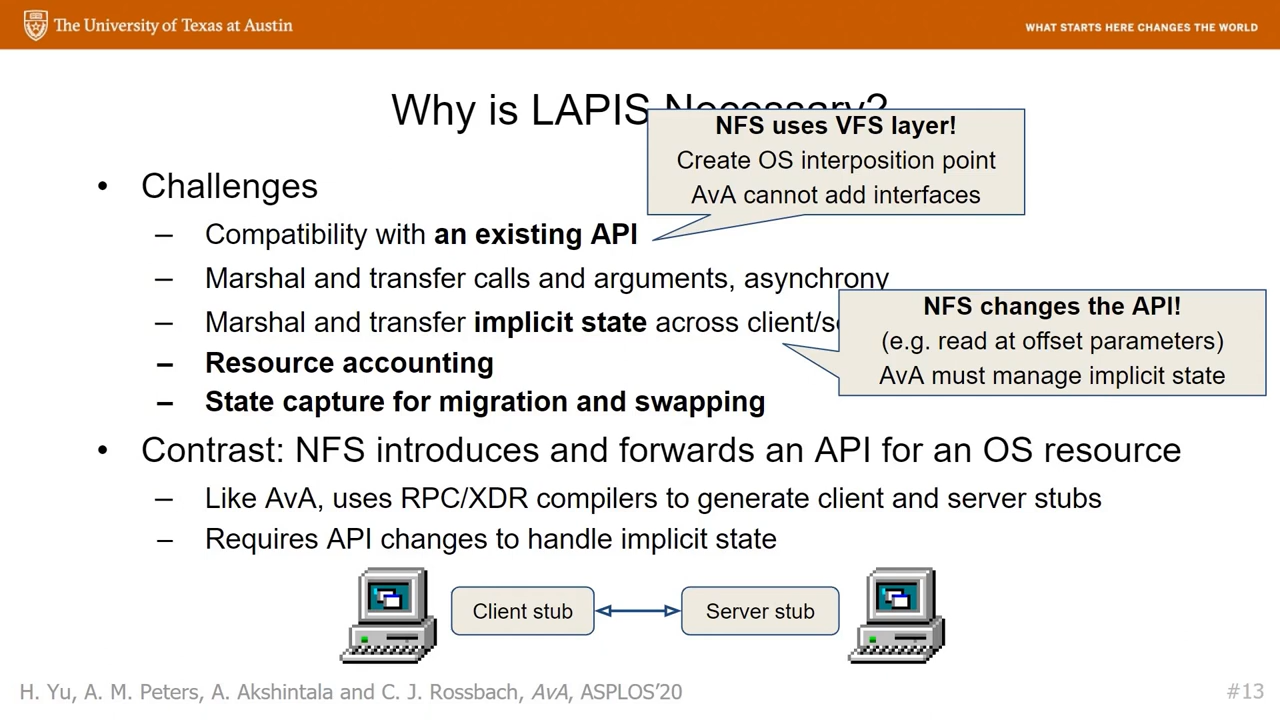 The University of Texas at Austin
WHAT STARTS HERE CHANGES THE WORLD
Why is LAPIS Necessary?
NFS uses VFS layer!
Create OS interposition point
AvA cannot add interfaces
• Challenges
– Compatibility with an existing API
– Marshal and transfer calls and arguments, asynchrony
– Marshal and transfer implicit state across
NFS changes the API!
(e.g. read at offset parameters)
AvA must manage implicit state
– Resource accounting
– State capture for migration and swapping
• Contrast: NFS introduces and forwards an API for an OS resource
– Like AvA, uses RPC/XDR compilers to generate client and server stubs
– Requires API changes to handle implicit state
Client stub
Server stub
H. Yu, A. M. Peters, A. Akshintala and C. J. Rossbach, AvA, ASPLOS'20
#13